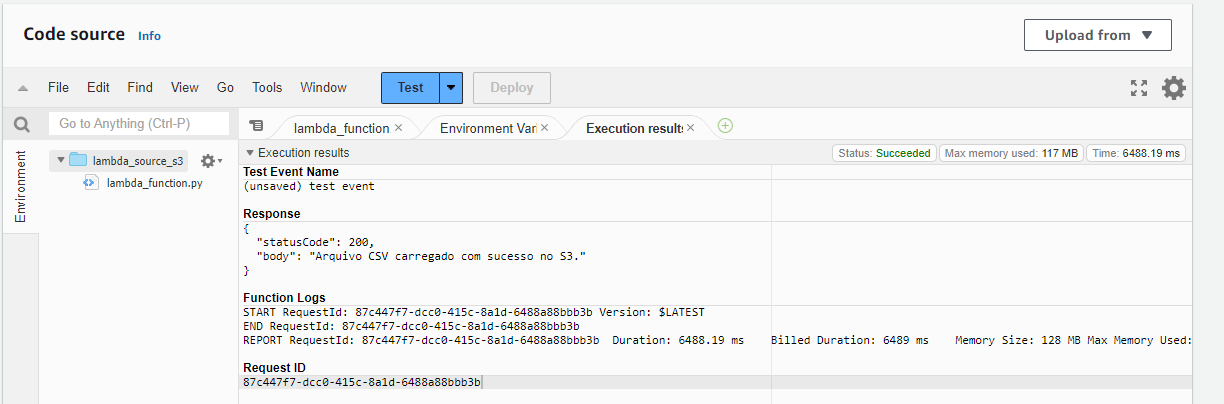 Code source Info
Upload from
File Edit Find View Go Tools Window Test Deploy
Go to Anything (Ctrl-P)
lambda_function Environment Vari Execution results
Environment
lambda_source_s3
lambda_function.py
Execution results
Status: Succeeded Max memory used: 117 MB Time: 6488.19 ms
Test Event Name
(unsaved) test event
Response
{
"statusCode": 200,
"body": "Arquivo CSV carregado com sucesso no S3."
}
Function Logs
START RequestId: 87c447f7-dcc0-415c-8a1d-6488a88bbb3b Version: $LATEST
END RequestId: 87c447f7-dcc0-415c-8a1d-6488a88bbb3b
REPORT RequestId: 87c447f7-dcc0-415c-8a1d-6488a88bbb3b Duration: 6488.19 ms Billed Duration: 6489 ms Memory Size: 128 MB Max Memory Used:
Request ID
87c447f7-dcc0-415c-8a1d-6488a88bbb3b